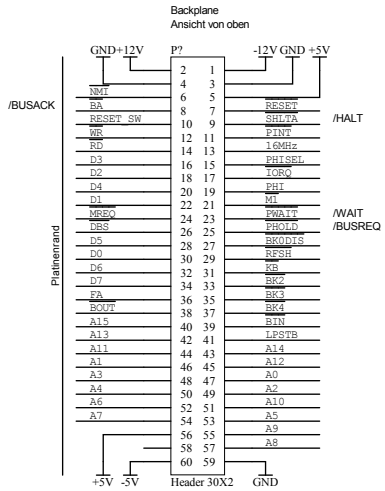 Backplane
Ansicht von oben
GND +12V P? -12V GND +5V
2 1
4 3
NMI 6 5
/BUSACK BA 8 7 RESET
RESET_SW 10 9 SHLTA /HALT
WR 12 11 PINT
RD 14 13 16MHz
D3 16 15 PHISEL
D2 18 17 IORQ
D4 20 19 PHI
D1 22 21 M1
MREQ 24 23 PWAIT /WAIT
DBS 26 25 PHOLD /BUSREQ
D5 28 27 BK0DIS
D0 30 29 RFSH
D6 32 31 KB
D7 34 33 BK2
FA 36 35 BK3
BOUT 38 37 BK4
A15 40 39 BIN
A13 42 41 LPSTB
A11 44 43 A14
A1 46 45 A12
A3 48 47 A0
A4 50 49 A2
A6 52 51 A10
A7 54 53 A5
56 55 A9
58 57 A8
60 59
+5V -5V Header 30X2 GND
Platinenrand